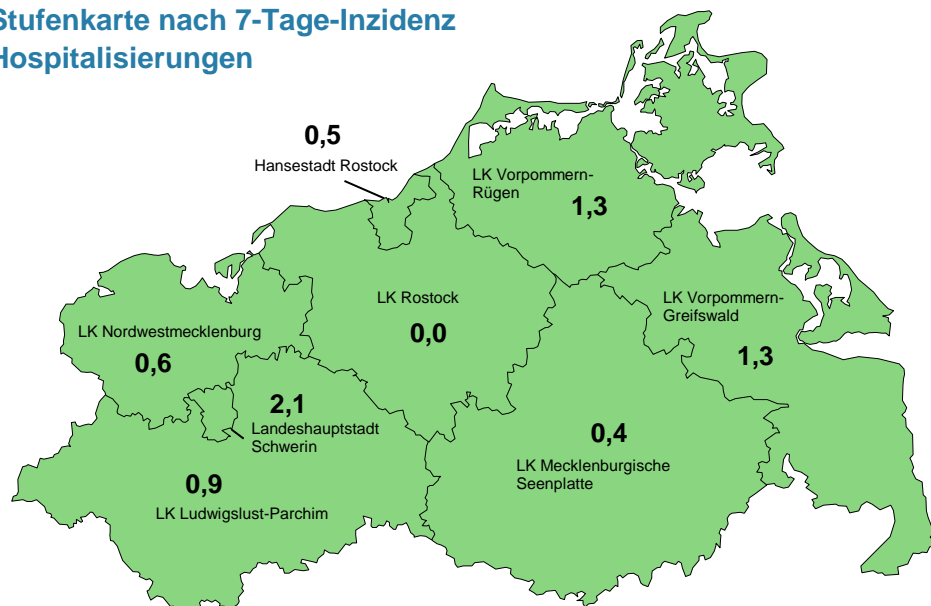 Stufenkarte nach 7-Tage-Inzidenz
Hospitalisierungen
0,5
Hansestadt Rostock
LK Vorpommern-
Rügen
1,3
LK Rostock
0,0
LK Vorpommern-
Greifswald
1,3
LK Nordwestmecklenburg
0,6
2,1
Landeshauptstadt
Schwerin
0,4
LK Mecklenburgische
Seenplatte
0,9
LK Ludwigslust-Parchim